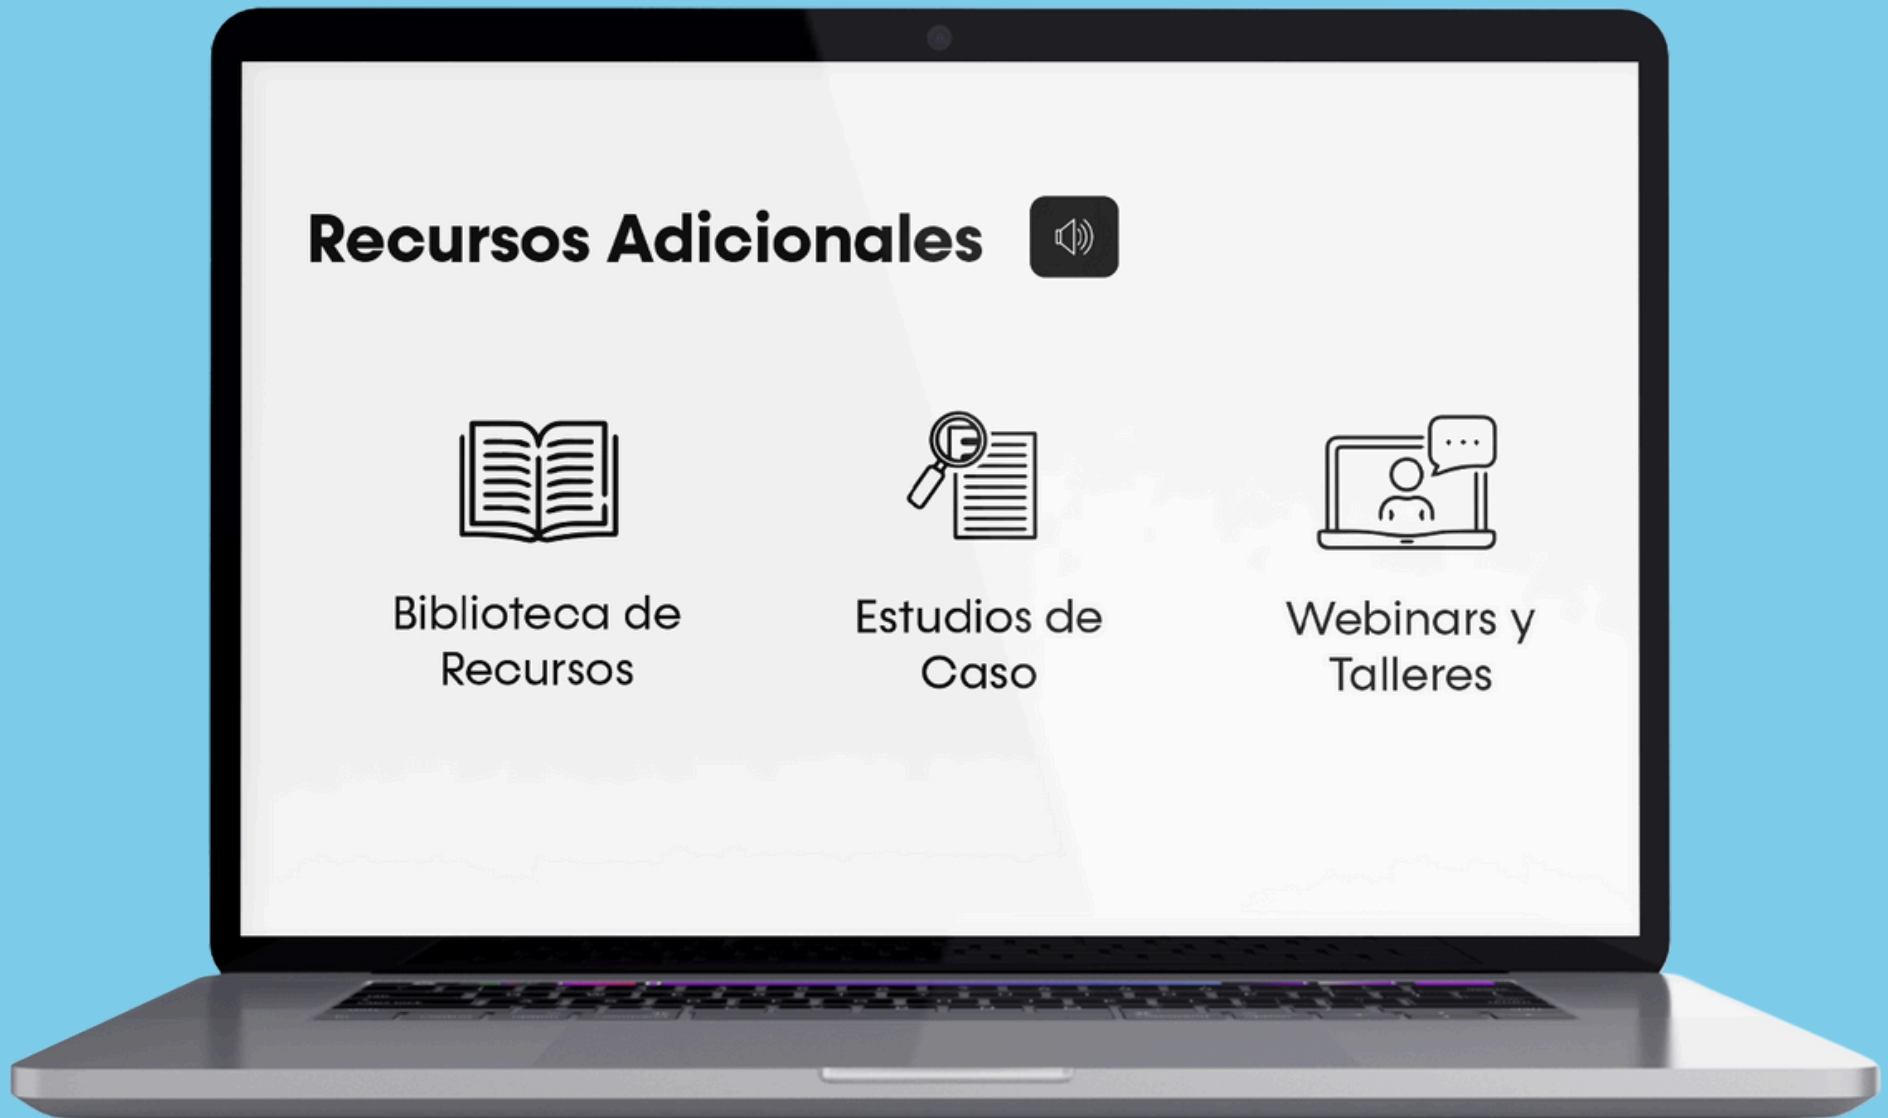 Recursos Adicionales
Biblioteca de
Recursos
Estudios de
Caso
Webinars y
Talleres